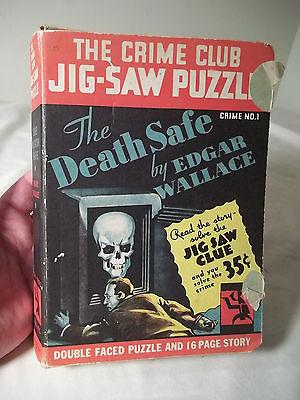 THE CRIME CLUB
JIG-SAW PUZZLE
CRIME NO.1
The
Death Safe
by EDGAR
WALLACE
Read the story-
solve the
JIG SAW
CLUE
and you
solve the
crime
35¢
DOUBLE FACED PUZZLE AND 16 PAGE STORY